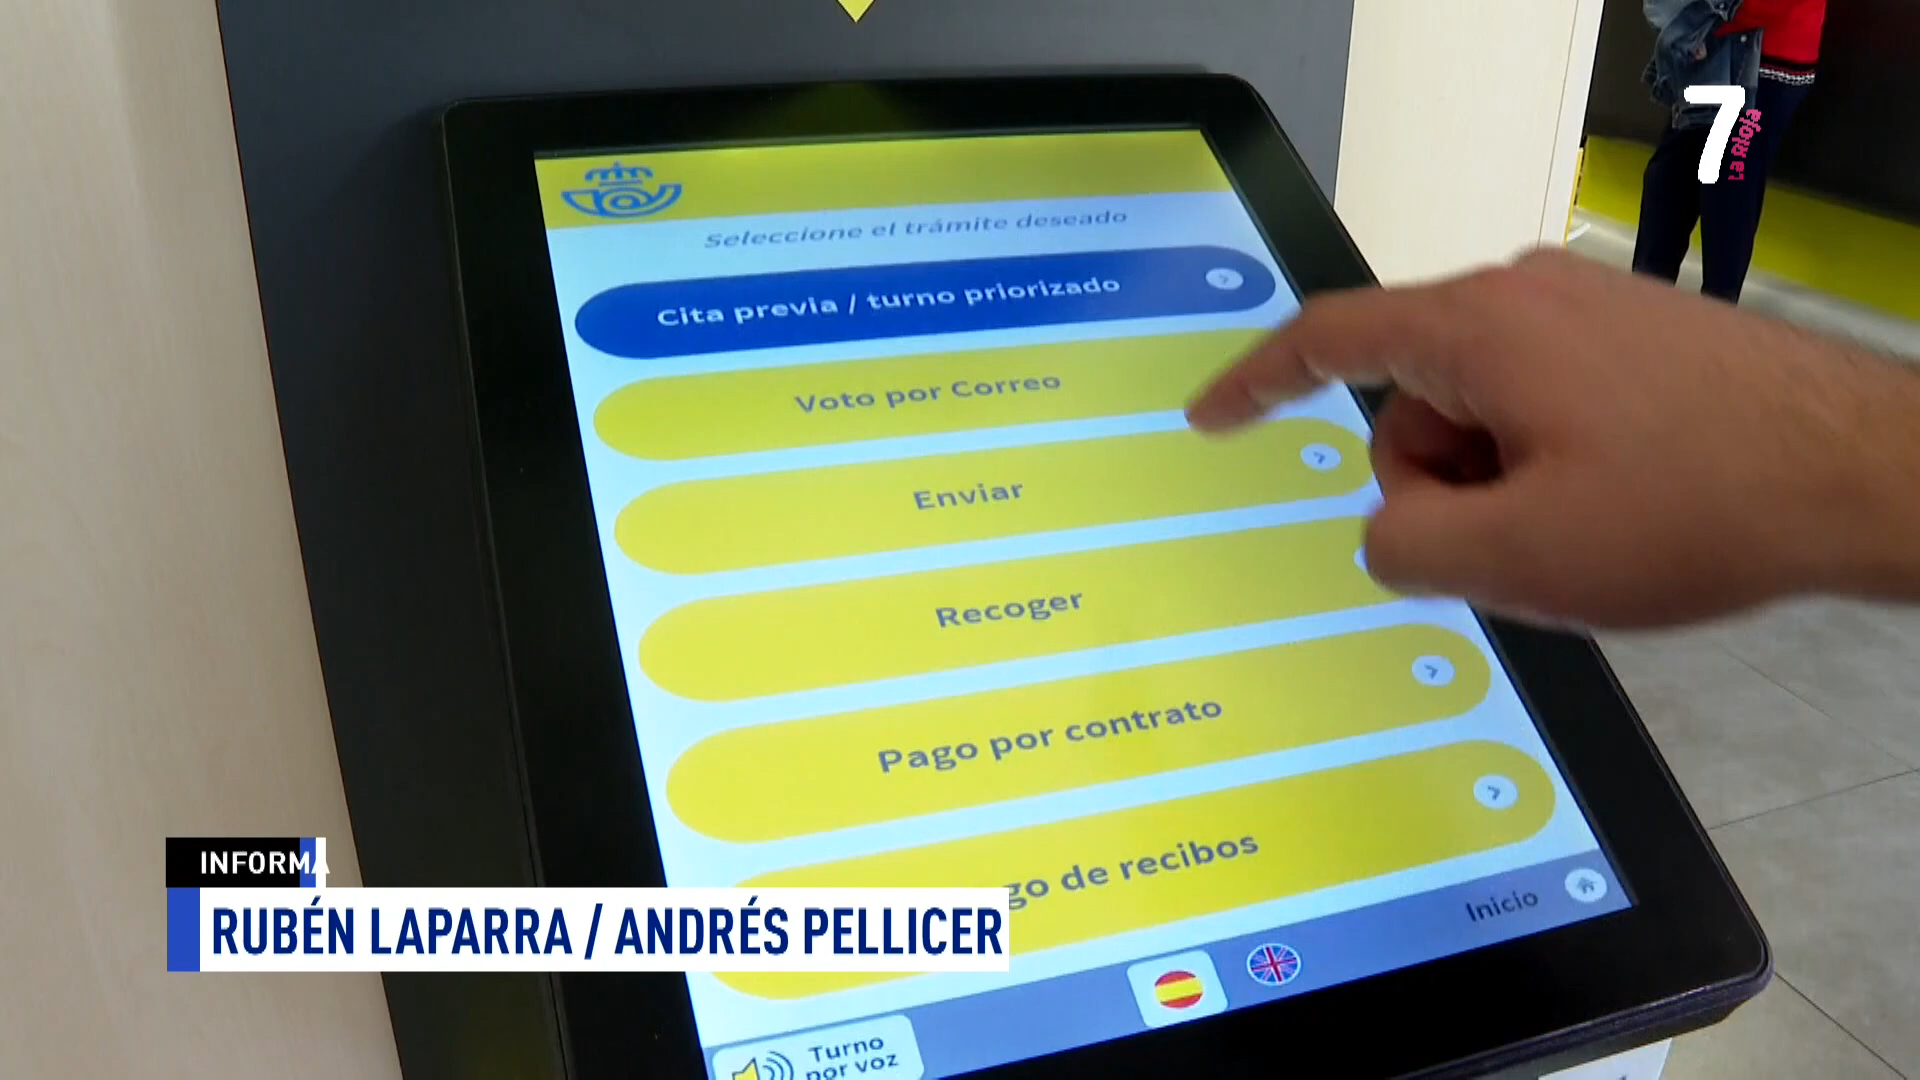 7
La Rioja
Seleccione el trámite deseado
Cita previa / turno priorizado
Voto por Correo
Enviar
Recoger
Pago por contrato
go de recibos
Inicio
Turno
por voz
INFORMA
RUBÉN LAPARRA / ANDRÉS PELLICER